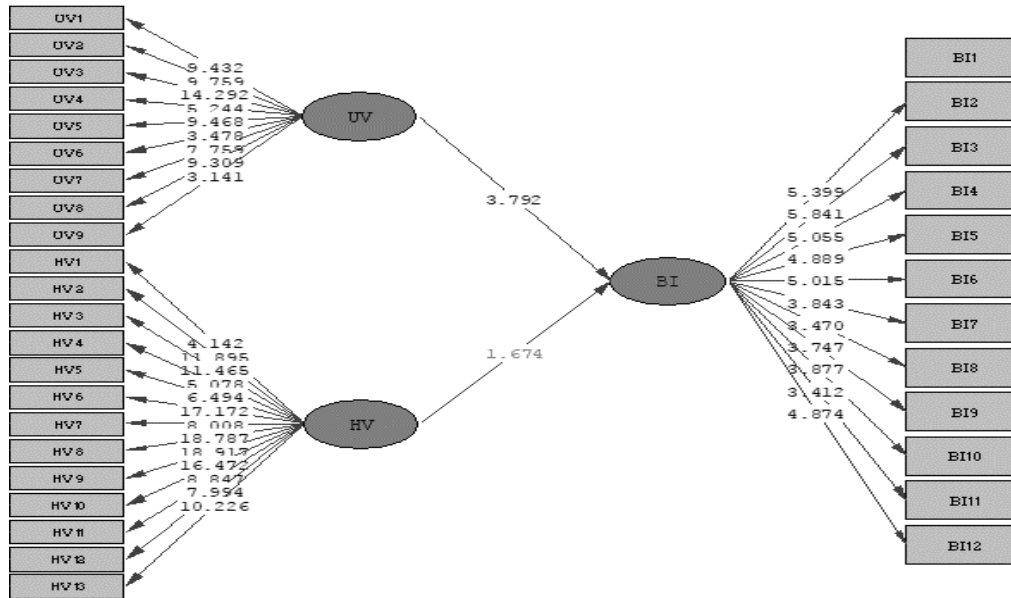 UV1
UV2
UV3
UV4
UV5
UV6
UV7
UV8
UV9
HV1
HV2
HV3
HV4
HV5
HV6
HV7
HV8
HV9
HV10
HV11
HV12
HV13
9.432
9.759
14.292
5.244
9.468
3.478
7.759
9.309
3.141
4.142
11.895
11.465
5.078
6.494
17.172
8.008
18.787
18.917
16.472
8.847
7.994
10.226
UV
HV
3.792
1.674
BI
5.399
5.841
5.055
4.889
5.015
3.843
3.470
3.747
3.877
3.412
4.874
BI1
BI2
BI3
BI4
BI5
BI6
BI7
BI8
BI9
BI10
BI11
BI12